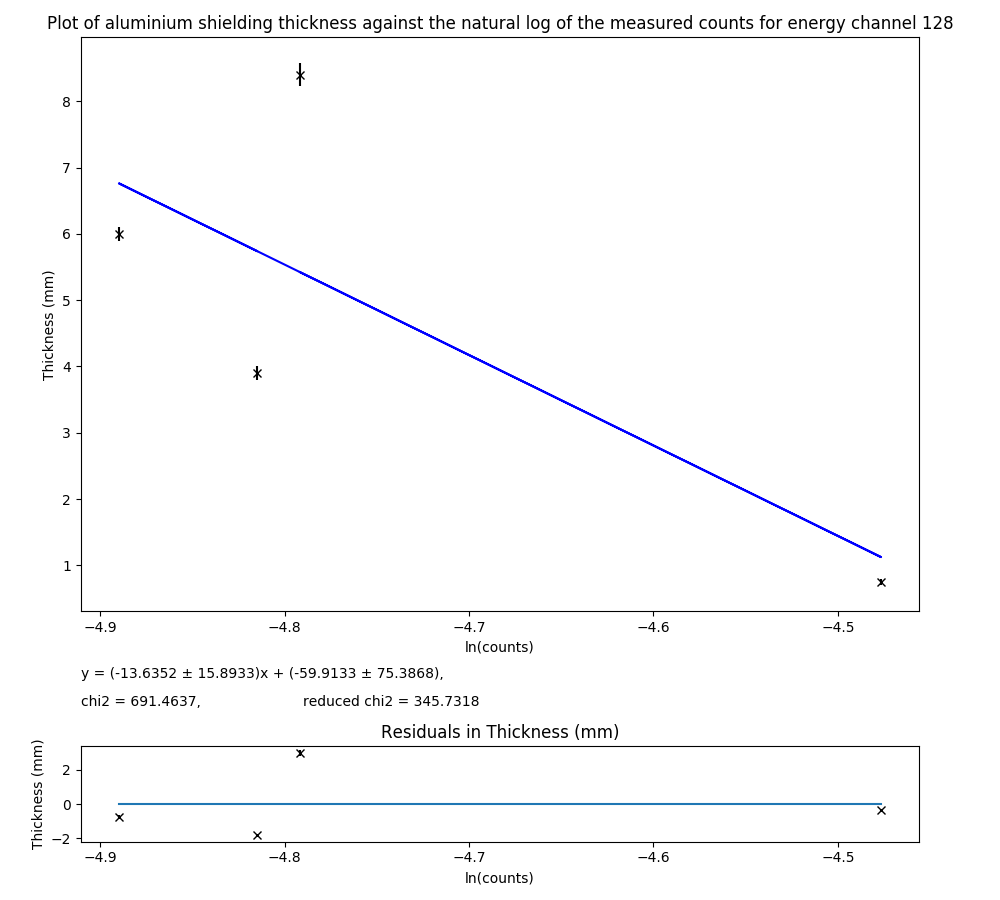 Plot of aluminium shielding thickness against the natural log of the measured counts for energy channel 128
8
7
6
5
4
3
2
1
Thickness (mm)
−4.9 −4.8 −4.7 −4.6 −4.5
ln(counts)
y = (-13.6352 ± 15.8933)x + (-59.9133 ± 75.3868),
chi2 = 691.4637, reduced chi2 = 345.7318
Residuals in Thickness (mm)
2
0
−2
Thickness (mm)
−4.9 −4.8 −4.7 −4.6 −4.5
ln(counts)